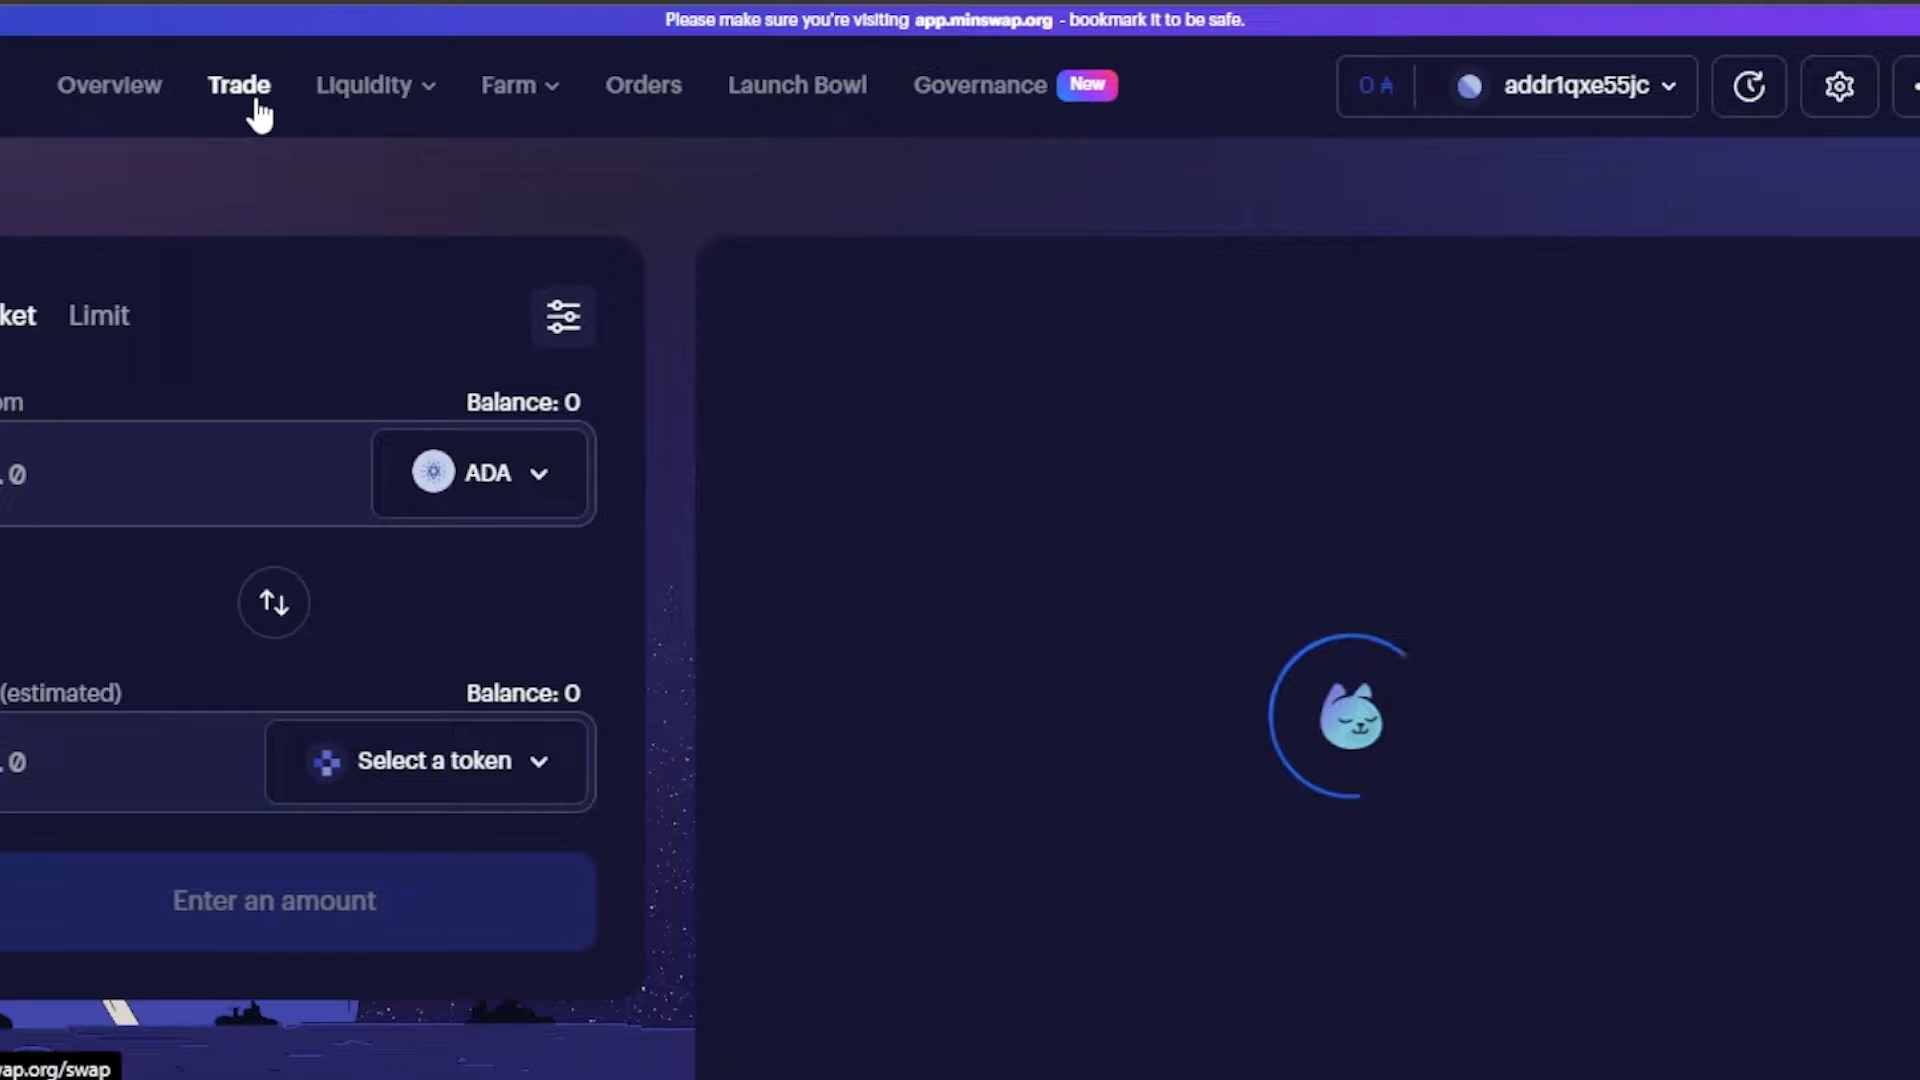 Please make sure you're visiting app.minswap.org - bookmark it to be safe.
Overview Trade Liquidity Farm Orders Launch Bowl Governance New 0 ₳ addr1qxe55jc
ket Limit
om Balance: 0
.0 ADA
(estimated) Balance: 0
.0 Select a token
Enter an amount
ap.org/swap